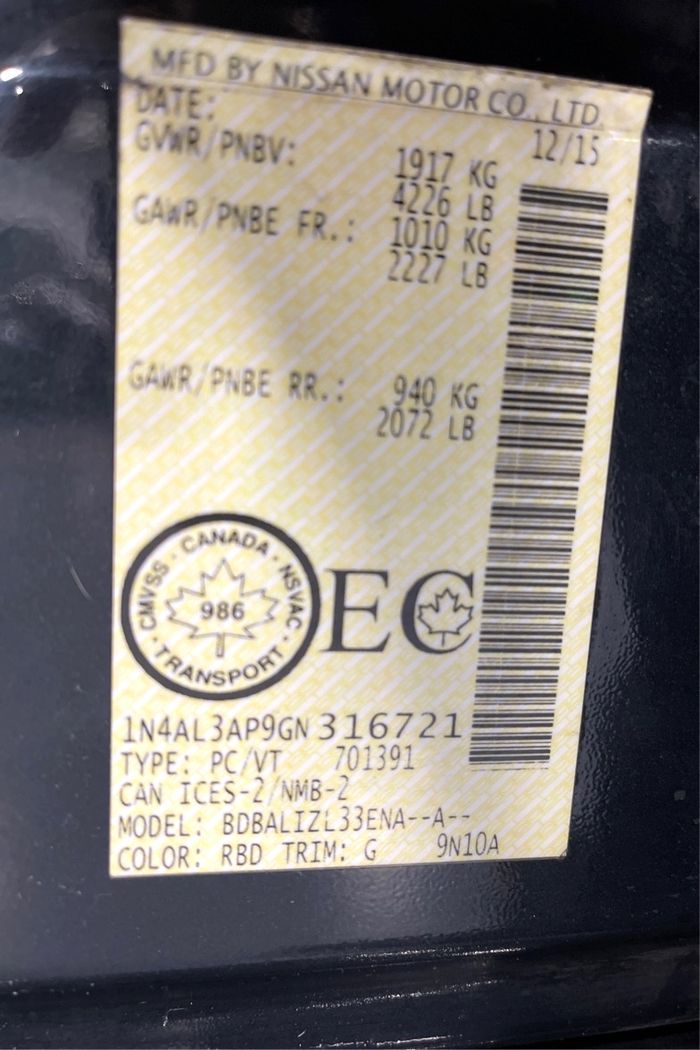 MFD BY NISSAN MOTOR CO., LTD.
DATE: 12/15
GVWR/PNBV: 1917 KG
4226 LB
GAWR/PNBE FR.: 1010 KG
2227 LB
GAWR/PNBE RR.: 940 KG
2072 LB
CMVSS · CANADA · NSVAC · TRANSPORT ·
986
EC
1N4AL3AP9GN 316721
TYPE: PC/VT 701391
CAN ICES-2/NMB-2
MODEL: BDBALIZL33ENA--A--
COLOR: RBD TRIM: G 9N10A